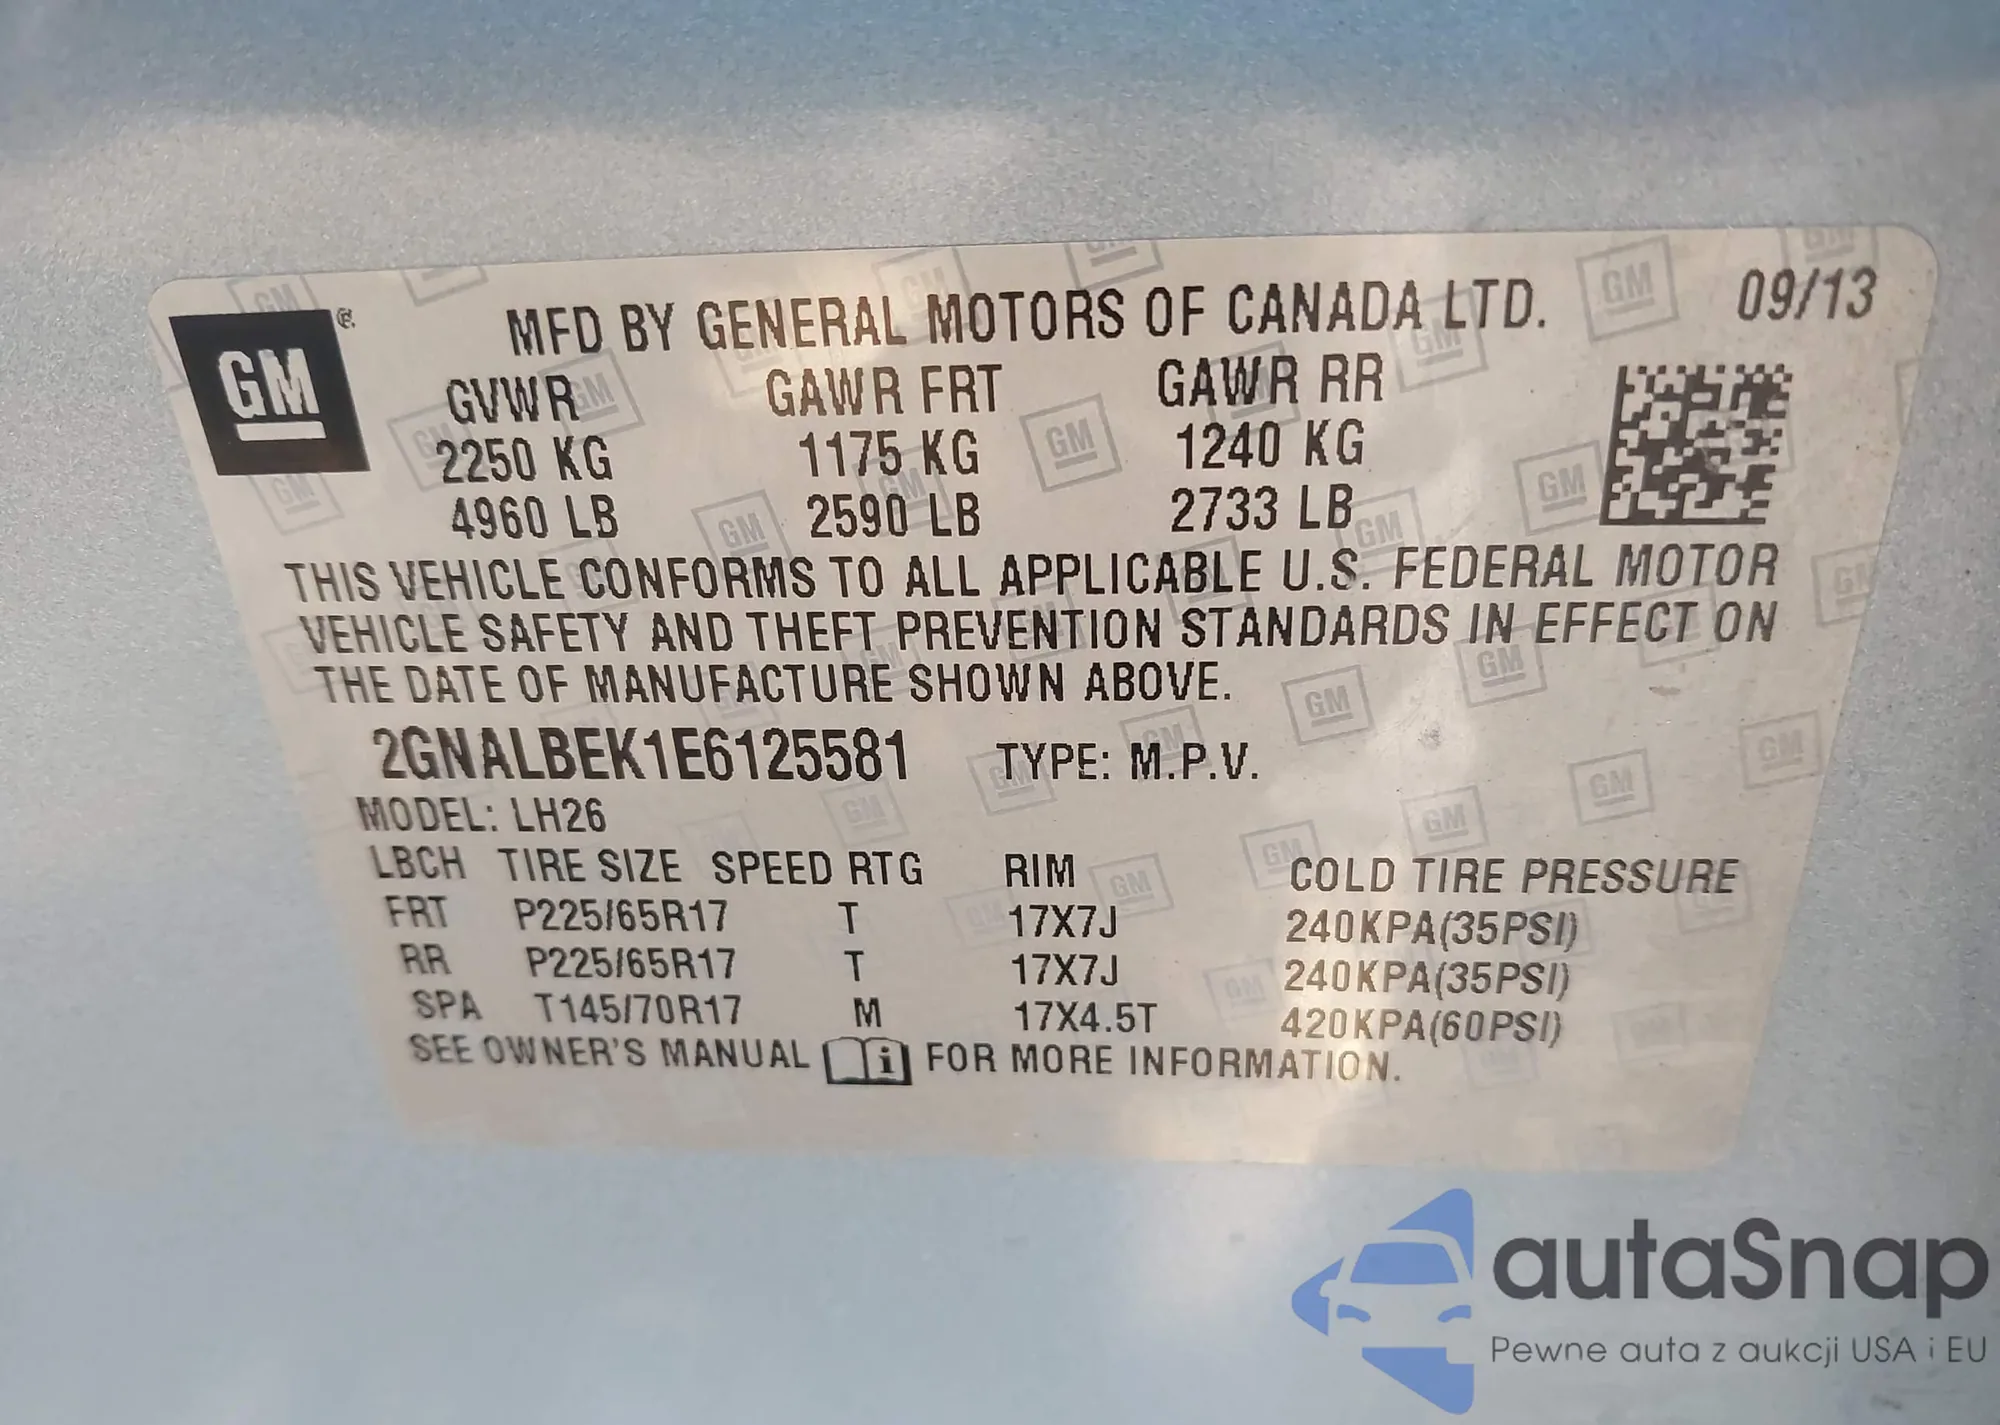 GM
MFD BY GENERAL MOTORS OF CANADA LTD. 09/13
GVWR GAWR FRT GAWR RR
2250 KG 1175 KG 1240 KG
4960 LB 2590 LB 2733 LB
THIS VEHICLE CONFORMS TO ALL APPLICABLE U.S. FEDERAL MOTOR
VEHICLE SAFETY AND THEFT PREVENTION STANDARDS IN EFFECT ON
THE DATE OF MANUFACTURE SHOWN ABOVE.
2GNALBEK1E6125581 TYPE: M.P.V.
MODEL: LH26
LBCH TIRE SIZE SPEED RTG RIM COLD TIRE PRESSURE
FRT P225/65R17 T 17X7J 240KPA(35PSI)
RR P225/65R17 T 17X7J 240KPA(35PSI)
SPA T145/70R17 M 17X4.5T 420KPA(60PSI)
SEE OWNER'S MANUAL i FOR MORE INFORMATION.
autaSnap
Pewne auta z aukcji USA i EU